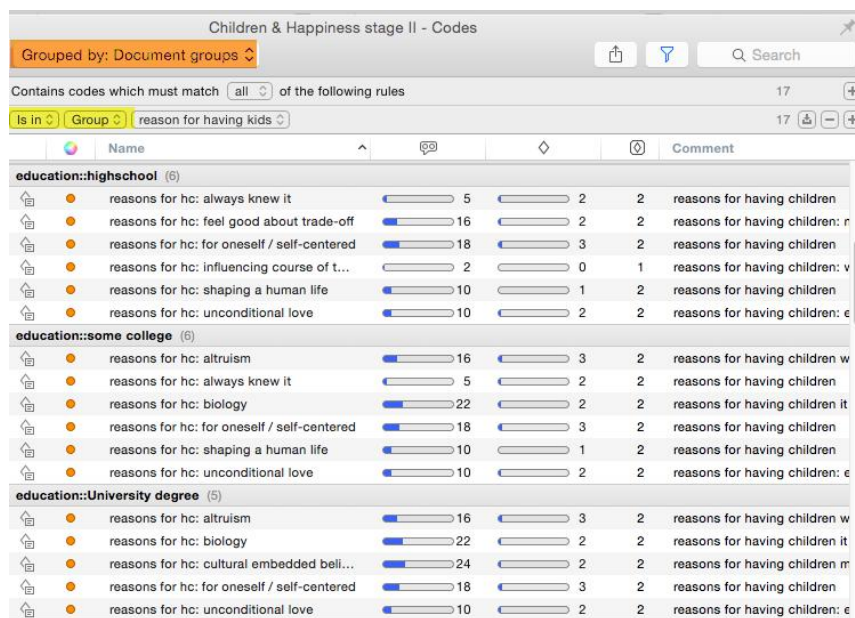 Children & Happiness stage II - Codes
Grouped by: Document groups
Search
Contains codes which must match all of the following rules 17
Is in Group reason for having kids 17
Name Comment
education::highschool (6)
reasons for hc: always knew it 5 2 2 reasons for having children
reasons for hc: feel good about trade-off 16 2 2 reasons for having children: n
reasons for hc: for oneself / self-centered 18 3 2 reasons for having children
reasons for hc: influencing course of t... 2 0 1 reasons for having children: v
reasons for hc: shaping a human life 10 1 2 reasons for having children
reasons for hc: unconditional love 10 2 2 reasons for having children: e
education::some college (6)
reasons for hc: altruism 16 3 2 reasons for having children w
reasons for hc: always knew it 5 2 2 reasons for having children
reasons for hc: biology 22 2 2 reasons for having children it
reasons for hc: for oneself / self-centered 18 3 2 reasons for having children
reasons for hc: shaping a human life 10 1 2 reasons for having children
reasons for hc: unconditional love 10 2 2 reasons for having children: e
education::University degree (5)
reasons for hc: altruism 16 3 2 reasons for having children w
reasons for hc: biology 22 2 2 reasons for having children it
reasons for hc: cultural embedded beli... 24 2 2 reasons for having children m
reasons for hc: for oneself / self-centered 18 3 2 reasons for having children
reasons for hc: unconditional love 10 2 2 reasons for having children: e